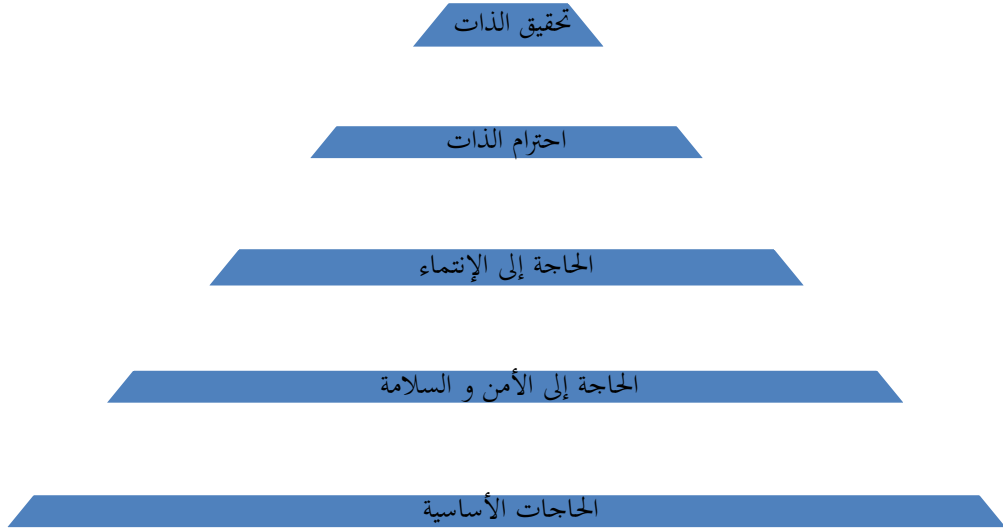 تحقيق الذات
احترام الذات
الحاجة إلى الإنتماء
الحاجة إلى الأمن و السلامة
الحاجات الأساسية